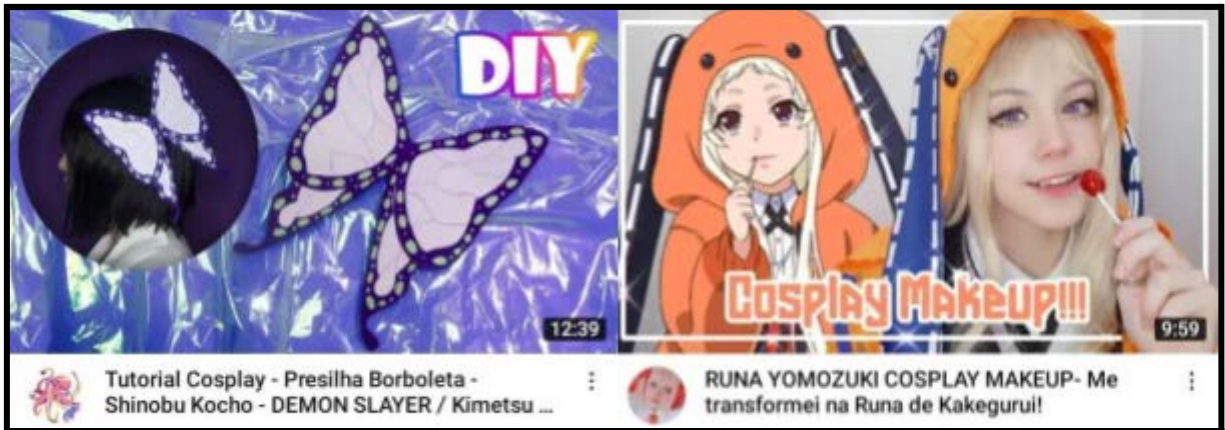 DIY
12:39
Tutorial Cosplay - Presilha Borboleta -
Shinobu Kocho - DEMON SLAYER / Kimetsu ...
Cosplay Makeup!!!
9:59
RUNA YOMOZUKI COSPLAY MAKEUP- Me
transformei na Runa de Kakegurui!